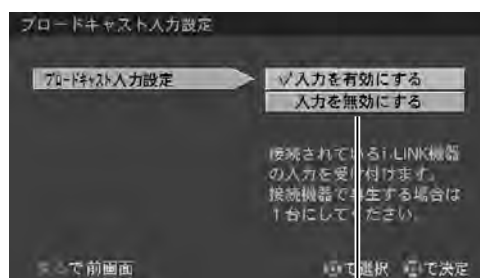 ブロードキャスト入力設定
ブロードキャスト入力設定
✓入力を有効にする
入力を無効にする
接続されているi.LINK機器
の入力を受け付けます。
接続機器で再生する場合は
1台にしてください。
で前画面
で選択 で決定